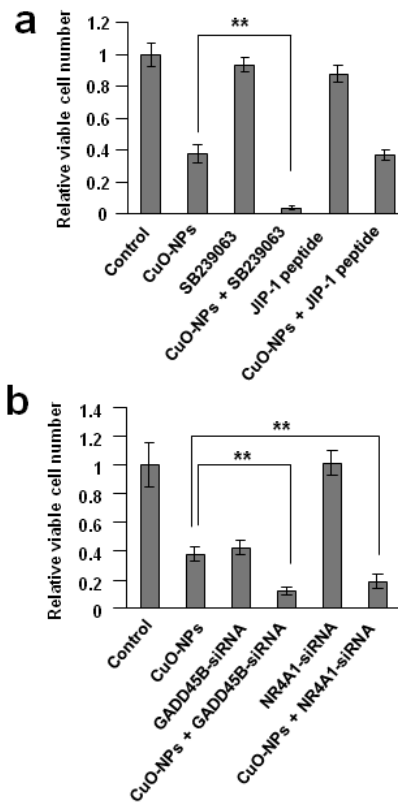 a
**
Relative viable cell number
1.2
1
0.8
0.6
0.4
0.2
0
Control
CuO-NPs
SB239063
CuO-NPs + SB239063
JIP-1 peptide
CuO-NPs + JIP-1 peptide
b
**
**
Relative viable cell number
1.4
1.2
1
0.8
0.6
0.4
0.2
0
Control
CuO-NPs
GADD45B-siRNA
CuO-NPs + GADD45B-siRNA
NR4A1-siRNA
CuO-NPs + NR4A1-siRNA